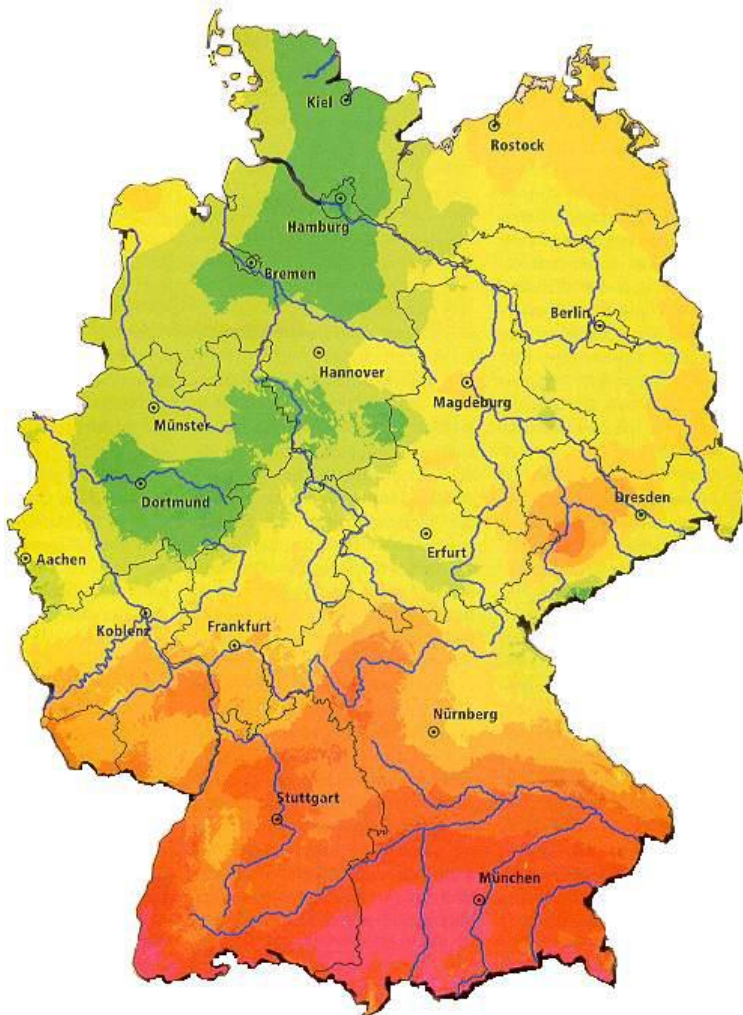 Kiel
Rostock
Hamburg
Bremen
Berlin
Hannover
Magdeburg
Münster
Dortmund
Dresden
Erfurt
Aachen
Koblenz
Frankfurt
Nürnberg
Stuttgart
München